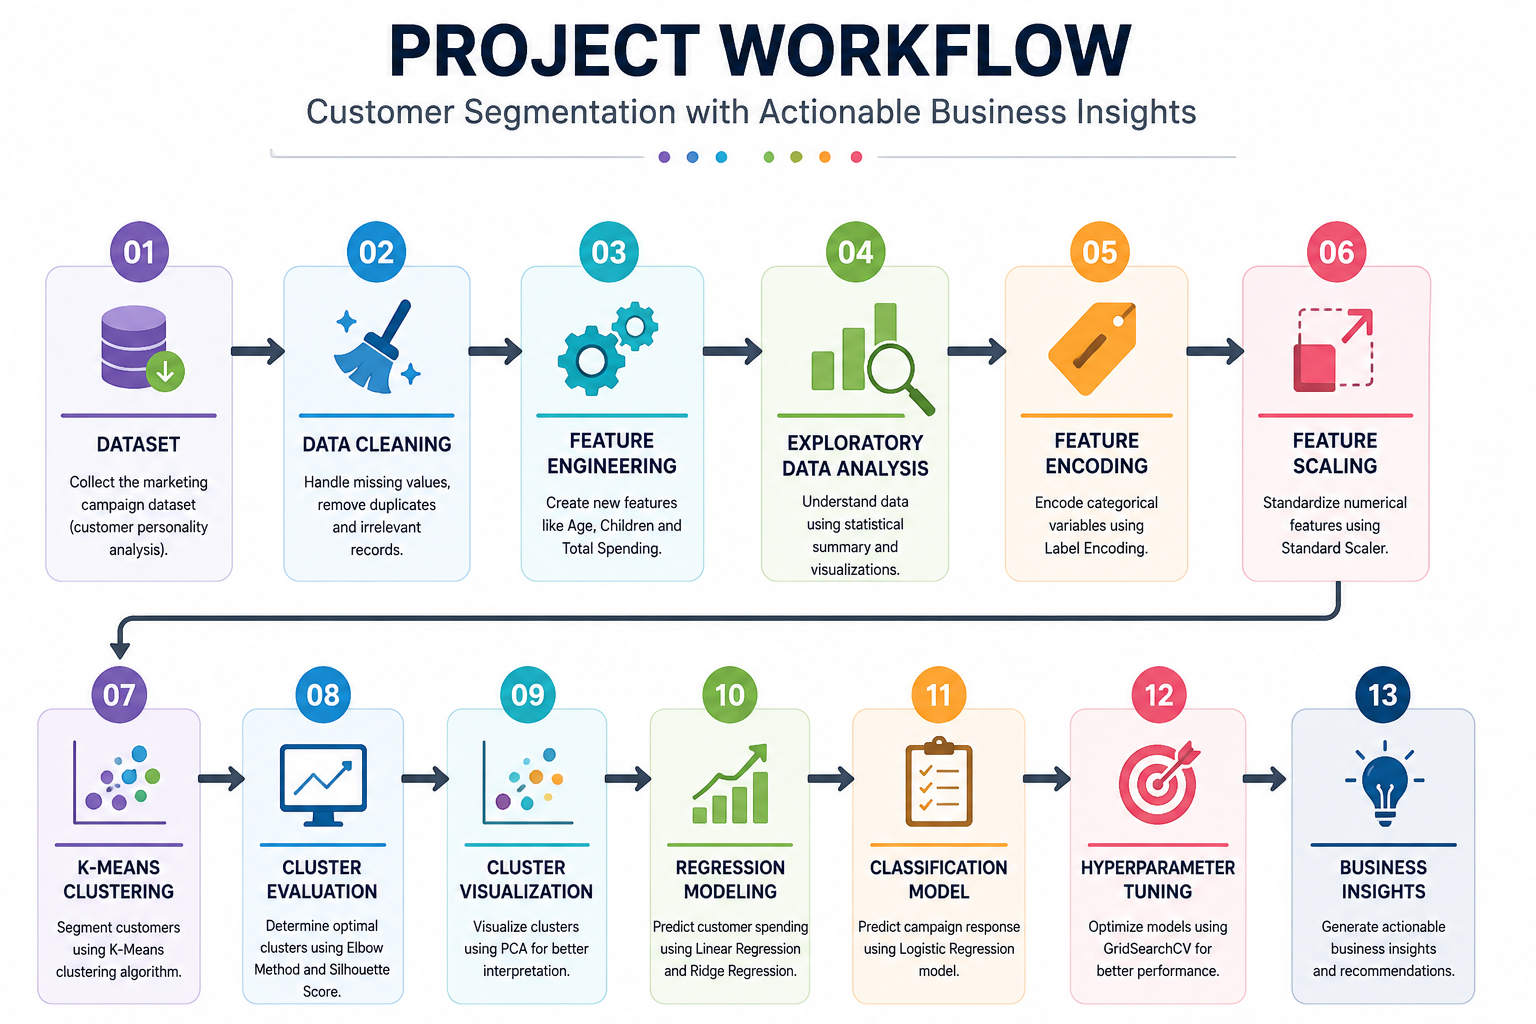 PROJECT WORKFLOW
Customer Segmentation with Actionable Business Insights
01
DATASET
Collect the marketing
campaign dataset
(customer personality
analysis).
02
DATA CLEANING
Handle missing values,
remove duplicates
and irrelevant
records.
03
FEATURE
ENGINEERING
Create new features
like Age, Children and
Total Spending.
04
EXPLORATORY
DATA ANALYSIS
Understand data
using statistical
summary and
visualizations.
05
FEATURE
ENCODING
Encode categorical
variables using
Label Encoding.
06
FEATURE
SCALING
Standardize numerical
features using
Standard Scaler.
07
K-MEANS
CLUSTERING
Segment customers
using K-Means
clustering algorithm.
08
CLUSTER
EVALUATION
Determine optimal
clusters using Elbow
Method and Silhouette
Score.
09
CLUSTER
VISUALIZATION
Visualize clusters
using PCA for better
interpretation.
10
REGRESSION
MODELING
Predict customer spending
using Linear Regression
and Ridge Regression.
11
CLASSIFICATION
MODEL
Predict campaign response
using Logistic Regression
model.
12
HYPERPARAMETER
TUNING
Optimize models using
GridSearchCV for
better performance.
13
BUSINESS
INSIGHTS
Generate actionable
business insights
and recommendations.